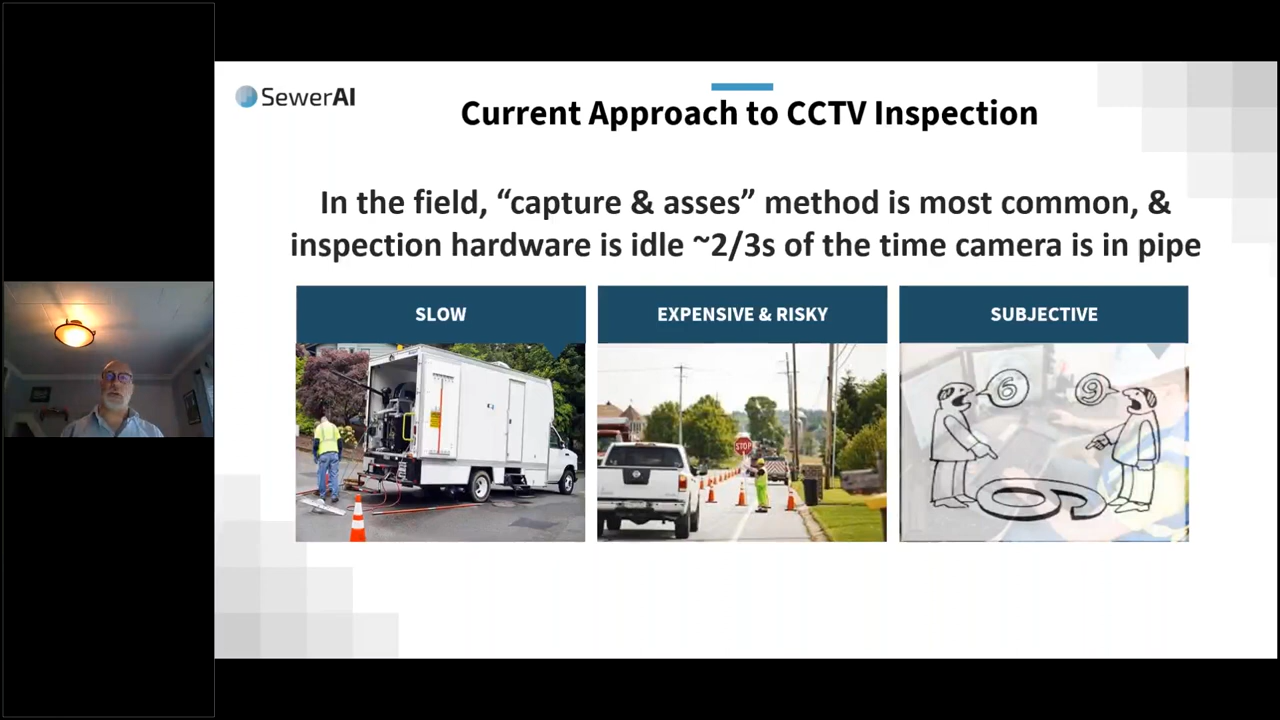 SewerAI
Current Approach to CCTV Inspection
In the field, “capture & asses” method is most common, &
inspection hardware is idle ~2/3s of the time camera is in pipe
SLOW
EXPENSIVE & RISKY
SUBJECTIVE
STOP
6
9